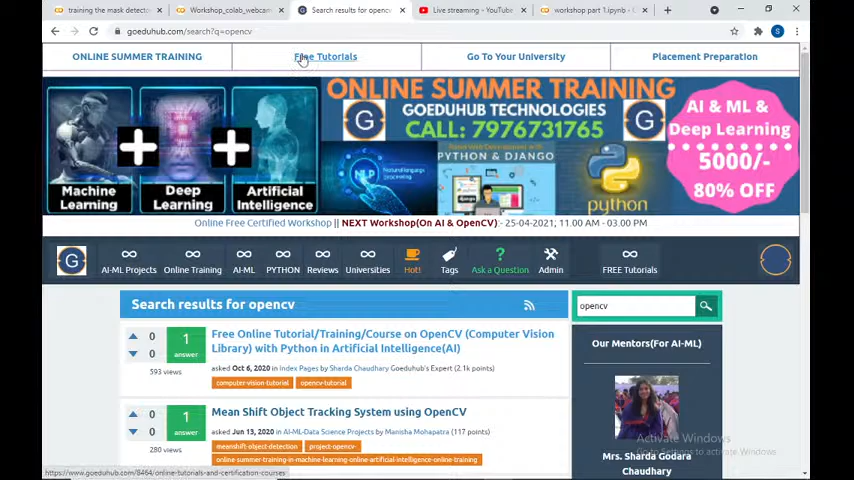 training the mask detect
Workshop_colab_webcam
Search results for opencv
Live streaming - YouTube
workshop part 1.ipynb -
goeduhub.com/search?q=opencv
S
ONLINE SUMMER TRAINING
Free Tutorials
Go To Your University
Placement Preparation
ONLINE SUMMER TRAINING
GOEDUHUB TECHNOLOGIES
CALL: 7976731765
G
G
Machine
Learning
Deep
Learning
Artificial
Intelligence
NLP
PYTHON & DJANGO
python
AI & ML &
Deep Learning
5000/-
80% OFF
Online Free Certified Workshop || NEXT Workshop(On AI & OpenCV) - 25-04-2021, 11.00 AM - 03.00 PM
G
AI-ML Projects
Online Training
AI-ML
PYTHON
Reviews
Universities
Hot!
Tags
Ask a Question
Admin
FREE Tutorials
Search results for opencv
opencv
0
0
1
answer
593 views
Free Online Tutorial/Training/Course on OpenCV (Computer Vision
Library) with Python in Artificial Intelligence(AI)
asked Oct 6, 2020 in Index Pages by Sharda Chaudhary Goeduhub's Expert (2.1k points)
computer-vision-tutorial
opencv-tutorial
Our Mentors(For AI-ML)
0
0
1
answer
280 views
Mean Shift Object Tracking System using OpenCV
asked Jun 13, 2020 in AI-ML-Data Science Projects by Manisha Mohapatra (117 points)
meanshift-object-detection
project-opencv-
online-summer-training-in-machine-learning-online-artificial-intelligence-online-training
Mrs. Sharda Godara
Chaudhary
Activate Windows
Go to Settings to activate Windows.
https://www.goeduhub.com/8464/online-tutorials-and-certification-courses